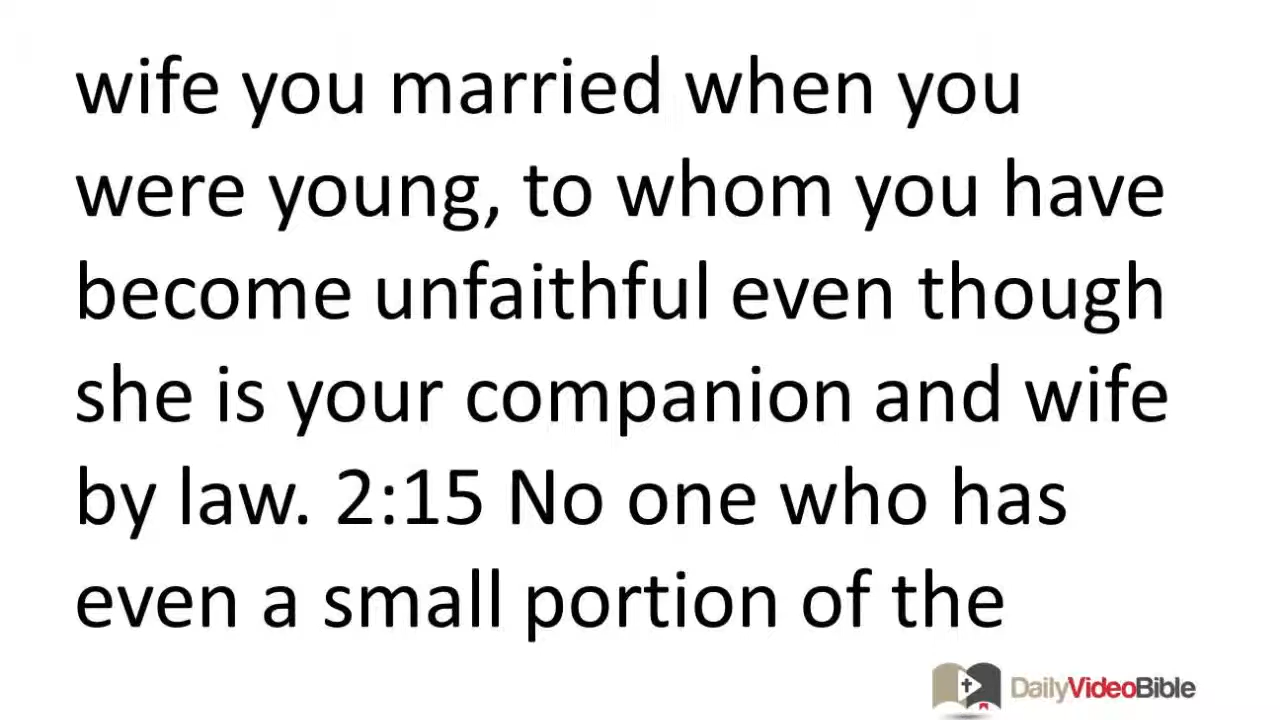 wife you married when you
were young, to whom you have
become unfaithful even though
she is your companion and wife
by law. 2:15 No one who has
even a small portion of the
DailyVideoBible